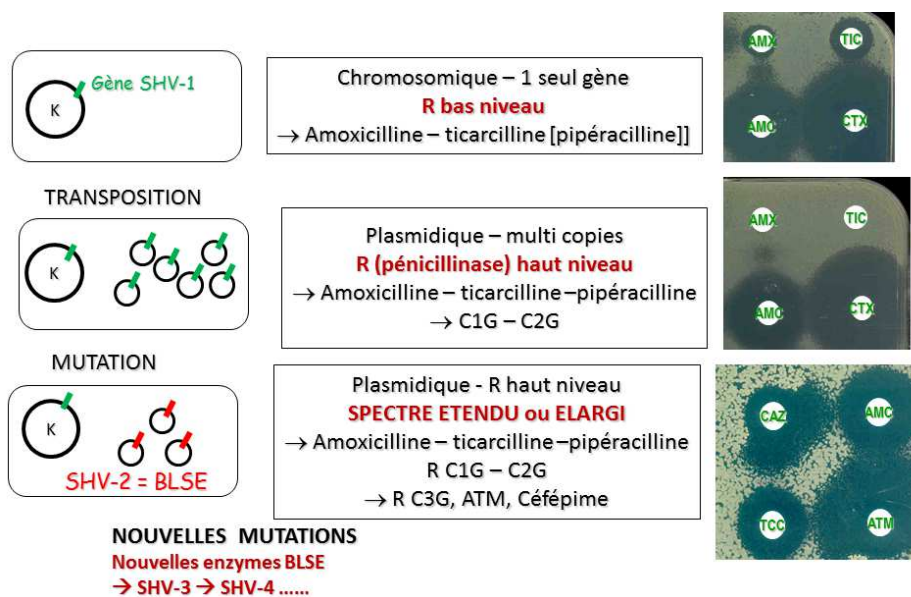 K
Gène SHV-1
Chromosomique – 1 seul gène
R bas niveau
→ Amoxicilline – ticarcilline [pipéracilline]]
AMX TIC
AMC CTX
TRANSPOSITION
K
Plasmidique – multi copies
R (pénicillinase) haut niveau
→ Amoxicilline – ticarcilline –pipéracilline
→ C1G – C2G
AMX TIC
AMC CTX
MUTATION
K
SHV-2 = BLSE
Plasmidique - R haut niveau
SPECTRE ETENDU ou ELARGI
→ Amoxicilline – ticarcilline –pipéracilline
R C1G – C2G
→ R C3G, ATM, Céfépime
CAZ AMC
TCC ATM
NOUVELLES MUTATIONS
Nouvelles enzymes BLSE
→ SHV-3 → SHV-4 ......